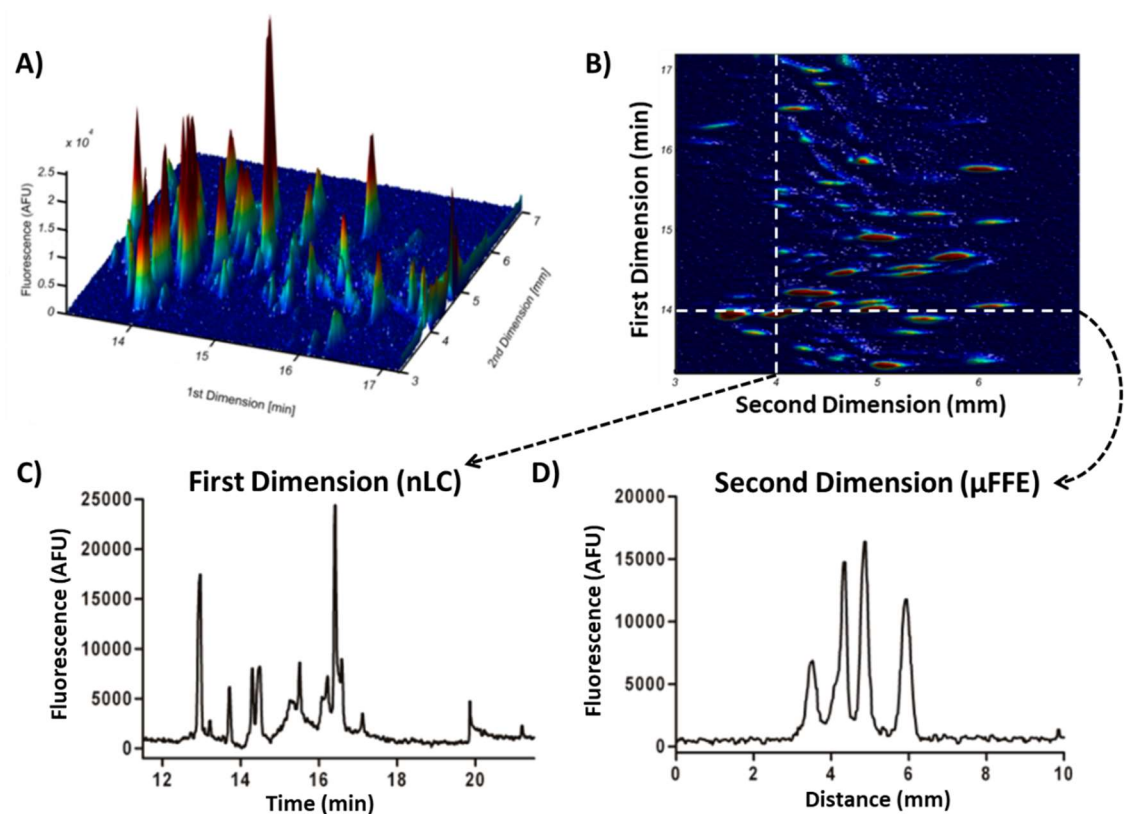 A)
x 10⁴
2.5
2
1.5
1
0.5
0
Fluorescence (AFU)
14
15
16
17
1st Dimension [min]
3
4
5
6
7
2nd Dimension [mm]
B)
17
16
15
14
First Dimension (min)
3
4
5
6
7
Second Dimension (mm)
C)
First Dimension (nLC)
25000
20000
15000
10000
5000
0
Fluorescence (AFU)
12
14
16
18
20
Time (min)
D)
Second Dimension (µFFE)
20000
15000
10000
5000
0
Fluorescence (AFU)
0
2
4
6
8
10
Distance (mm)